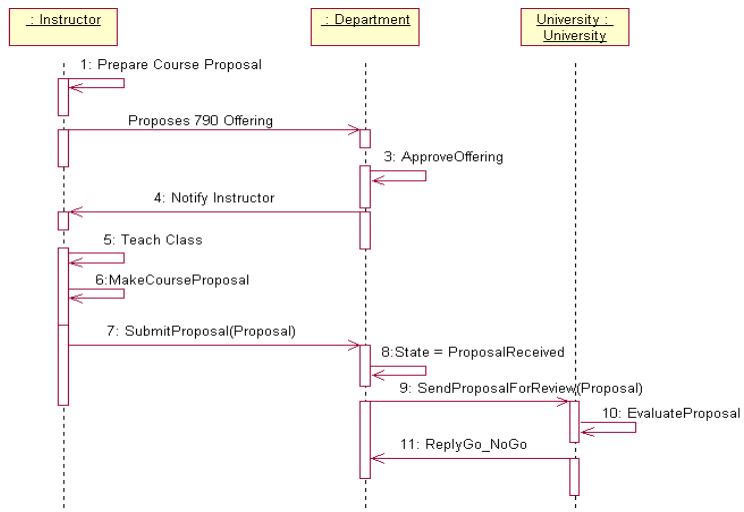 : Instructor
: Department
University :
University
1: Prepare Course Proposal
Proposes 790 Offering
3: ApproveOffering
4: Notify Instructor
5: Teach Class
6:MakeCourseProposal
7: SubmitProposal(Proposal)
8:State = ProposalReceived
9: SendProposalForReview(Proposal)
10: EvaluateProposal
11: ReplyGo_NoGo